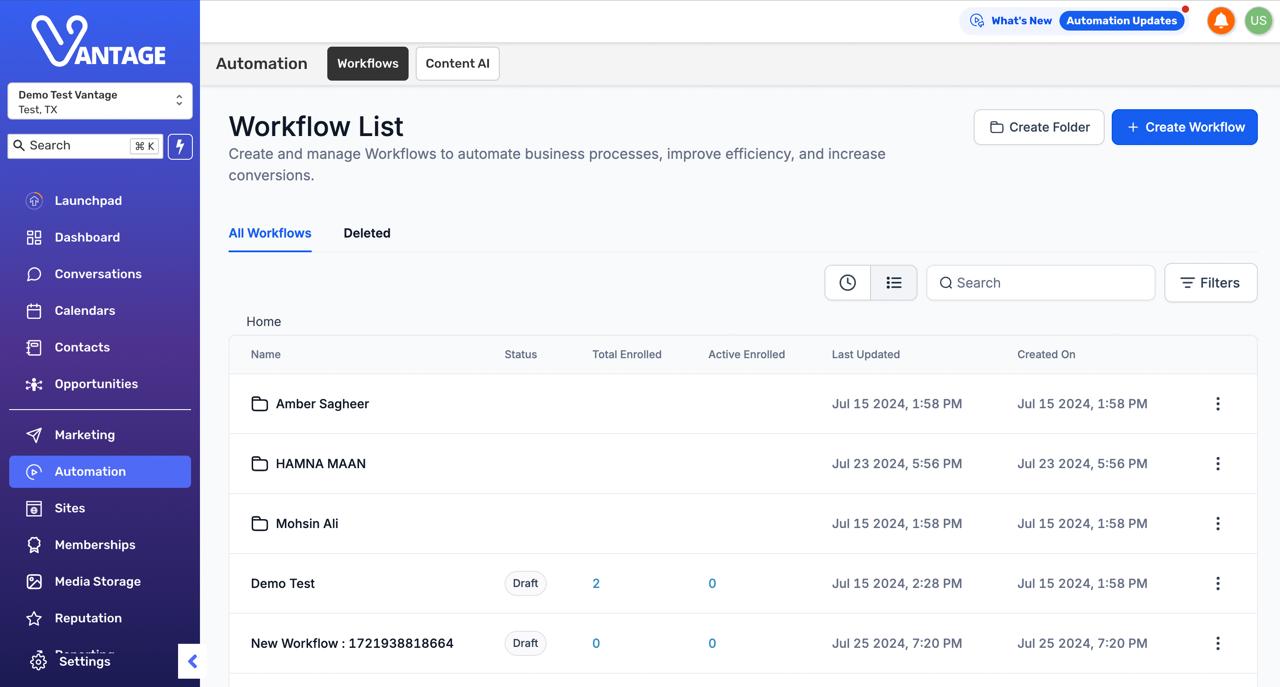 VANTAGE
What's New
Automation Updates
US
Demo Test Vantage
Test, TX
Search
⌘ K
Launchpad
Dashboard
Conversations
Calendars
Contacts
Opportunities
Marketing
Automation
Sites
Memberships
Media Storage
Reputation
Reporting
Settings
Automation
Workflows
Content AI
Workflow List
Create and manage Workflows to automate business processes, improve efficiency, and increase
conversions.
Create Folder
+ Create Workflow
All Workflows
Deleted
Search
Filters
Home
Name Status Total Enrolled Active Enrolled Last Updated Created On
Amber Sagheer Jul 15 2024, 1:58 PM Jul 15 2024, 1:58 PM
HAMNA MAAN Jul 23 2024, 5:56 PM Jul 23 2024, 5:56 PM
Mohsin Ali Jul 15 2024, 1:58 PM Jul 15 2024, 1:58 PM
Demo Test Draft 2 0 Jul 15 2024, 2:28 PM Jul 15 2024, 1:58 PM
New Workflow : 1721938818664 Draft 0 0 Jul 25 2024, 7:20 PM Jul 25 2024, 7:20 PM